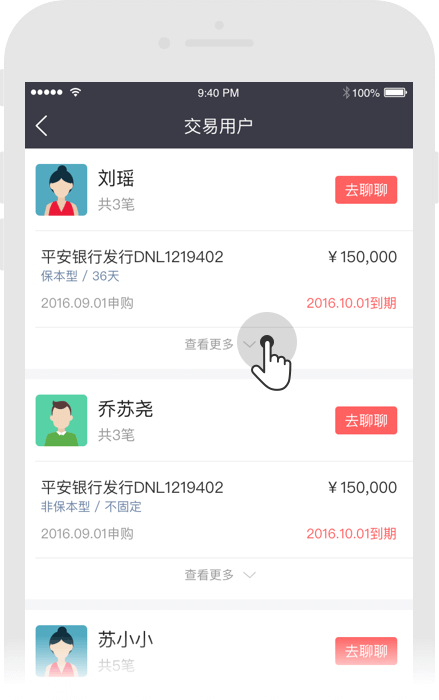 9:40 PM 100%
交易用户
刘瑶
共3笔
去聊聊
平安银行发行DNL1219402 ￥150,000
保本型 / 36天
2016.09.01申购 2016.10.01到期
查看更多
乔苏尧
共3笔
去聊聊
平安银行发行DNL1219402 ￥150,000
非保本型 / 不固定
2016.09.01申购 2016.10.01到期
查看更多
苏小小
共5笔
去聊聊